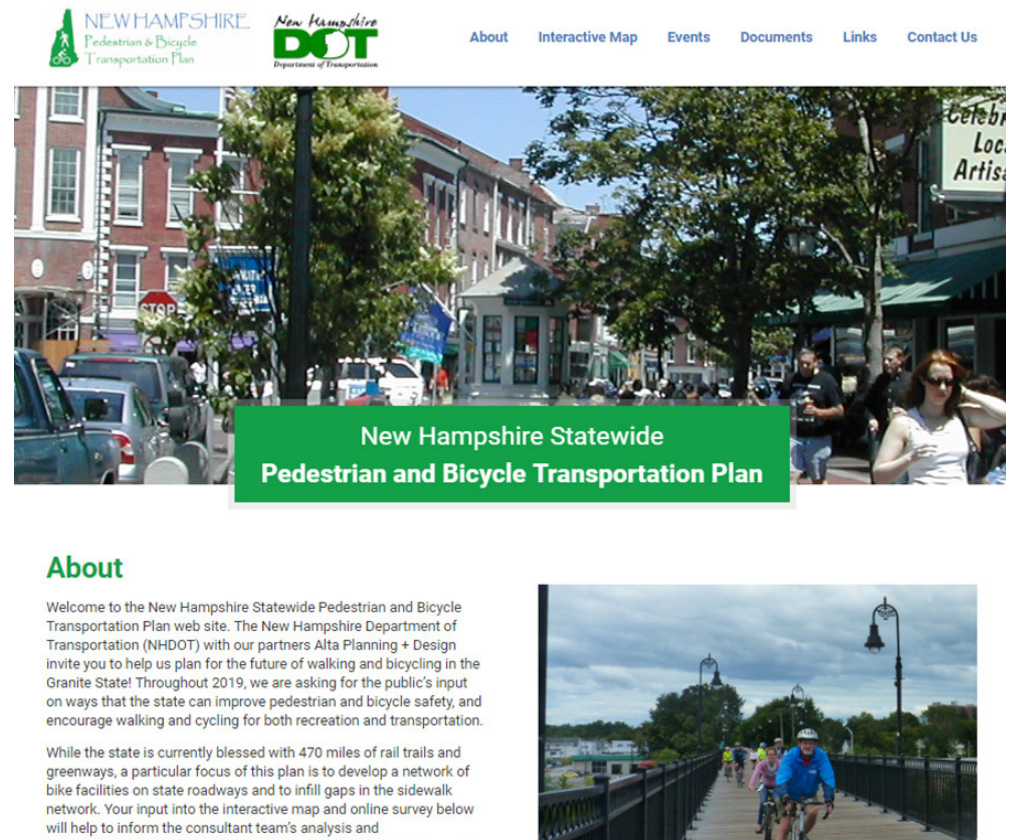 NEW HAMPSHIRE
Pedestrian & Bicycle
Transportation Plan
New Hampshire
DOT
Department of Transportation
About Interactive Map Events Documents Links Contact Us
Loc
STOP
New Hampshire Statewide
Pedestrian and Bicycle Transportation Plan
About
Welcome to the New Hampshire Statewide Pedestrian and Bicycle
Transportation Plan web site. The New Hampshire Department of
Transportation (NHDOT) with our partners Alta Planning + Design
invite you to help us plan for the future of walking and bicycling in the
Granite State! Throughout 2019, we are asking for the public's input
on ways that the state can improve pedestrian and bicycle safety, and
encourage walking and cycling for both recreation and transportation.
While the state is currently blessed with 470 miles of rail trails and
greenways, a particular focus of this plan is to develop a network of
bike facilities on state roadways and to infill gaps in the sidewalk
network. Your input into the interactive map and online survey below
will help to inform the consultant team's analysis and